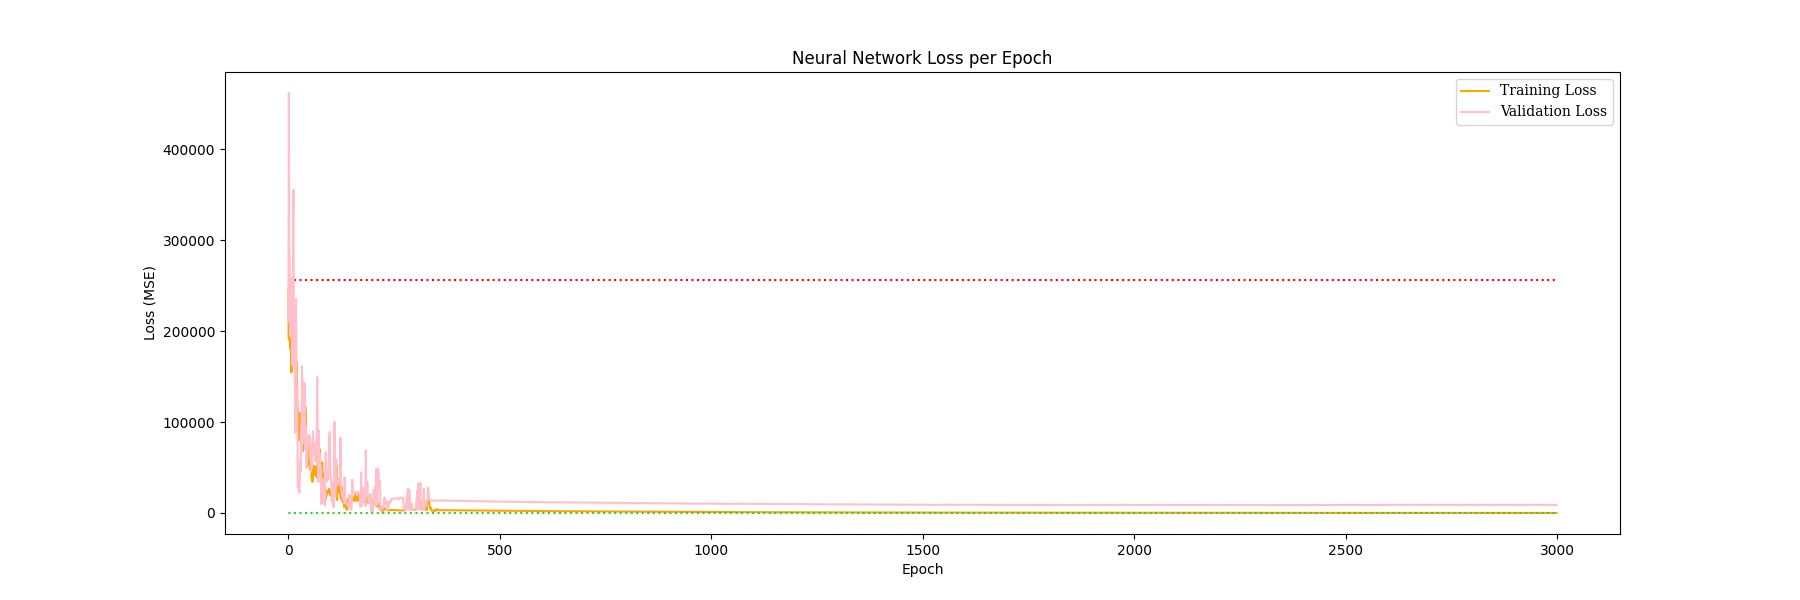 Neural Network Loss per Epoch
Training Loss
Validation Loss
Loss (MSE)
400000
300000
200000
100000
0
0 500 1000 1500 2000 2500 3000
Epoch